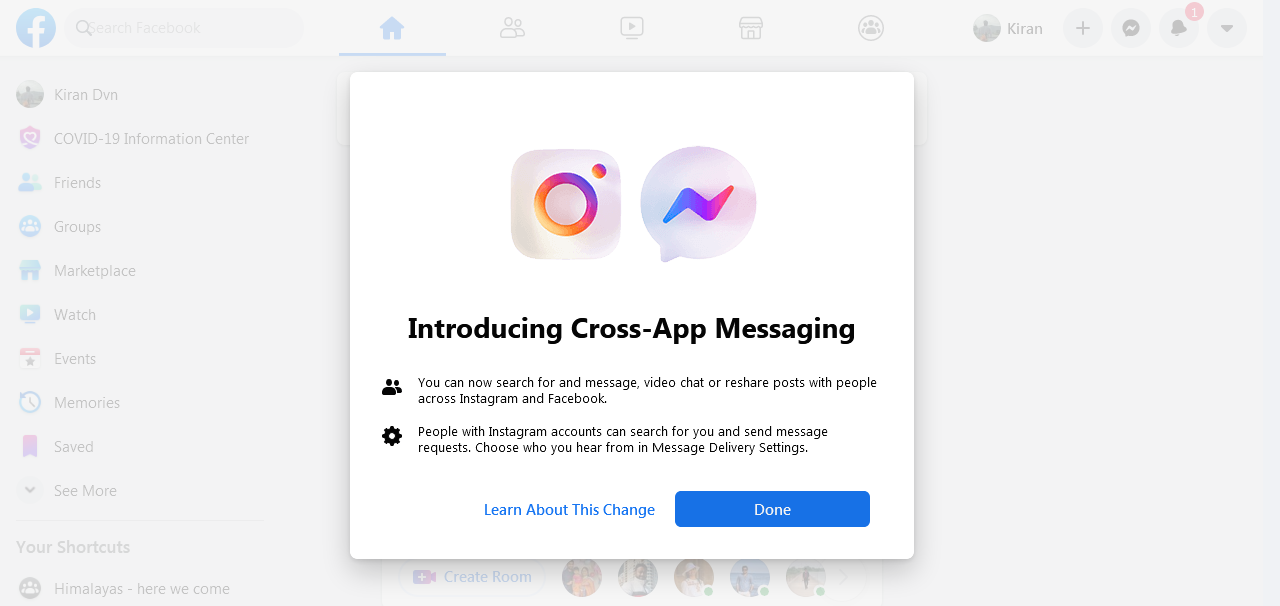 Search Facebook
Kiran
1
Kiran Dvn
COVID-19 Information Center
Friends
Groups
Marketplace
Watch
Events
Memories
Saved
See More
Your Shortcuts
Himalayas - here we come
Introducing Cross-App Messaging
You can now search for and message, video chat or reshare posts with people
across Instagram and Facebook.
People with Instagram accounts can search for you and send message
requests. Choose who you hear from in Message Delivery Settings.
Learn About This Change
Done
Create Room